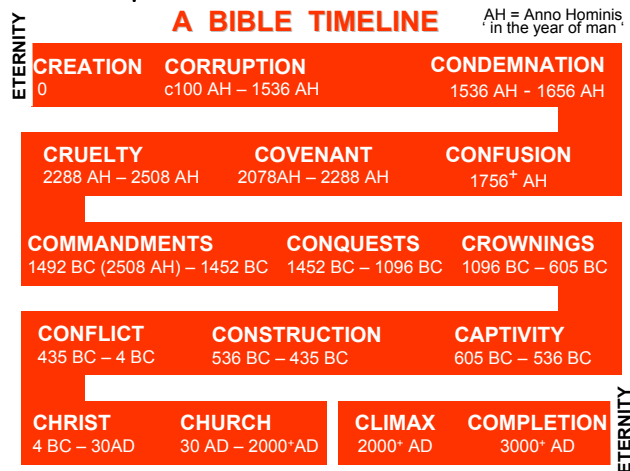 A BIBLE TIMELINE
AH = Anno Hominis
‘ in the year of man ‘
ETERNITY
CREATION CORRUPTION CONDEMNATION
0 c100 AH – 1536 AH 1536 AH - 1656 AH
CRUELTY COVENANT CONFUSION
2288 AH – 2508 AH 2078AH – 2288 AH 1756+ AH
COMMANDMENTS CONQUESTS CROWNINGS
1492 BC (2508 AH) – 1452 BC 1452 BC – 1096 BC 1096 BC – 605 BC
CONFLICT CONSTRUCTION CAPTIVITY
435 BC – 4 BC 536 BC – 435 BC 605 BC – 536 BC
CHRIST CHURCH CLIMAX COMPLETION
4 BC – 30AD 30 AD – 2000+AD 2000+ AD 3000+ AD
ETERNITY